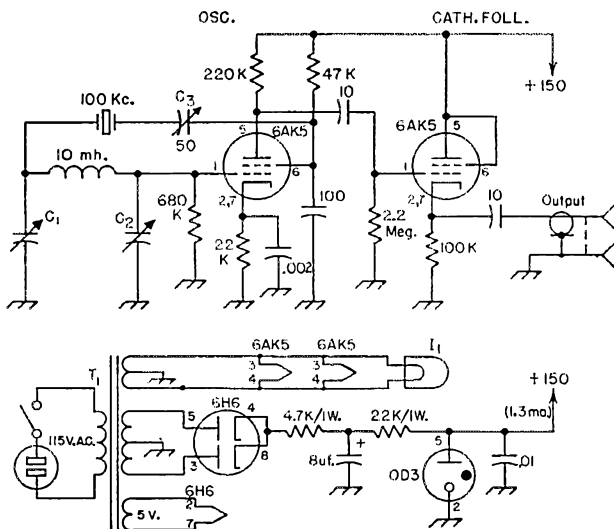 OSC.
CATH. FOLL.
220K
47 K
10
+150
100 Kc.
C3
50
5
6AK5
6AK5
5
10 mh.
1
6
1
6
C1
C2
680
K
2,7
100
2.2
Meg.
2,7
10
Output
22
K
.002
100K
6AK5
6AK5
I1
3
4
3
4
T1
+150
115V.A.C.
5
6H6
4
4.7K/1W.
22K/1W.
(1.3ma)
3
8
8uf.
+
5
OD3
.01
6H6
5 V.
2
7
2